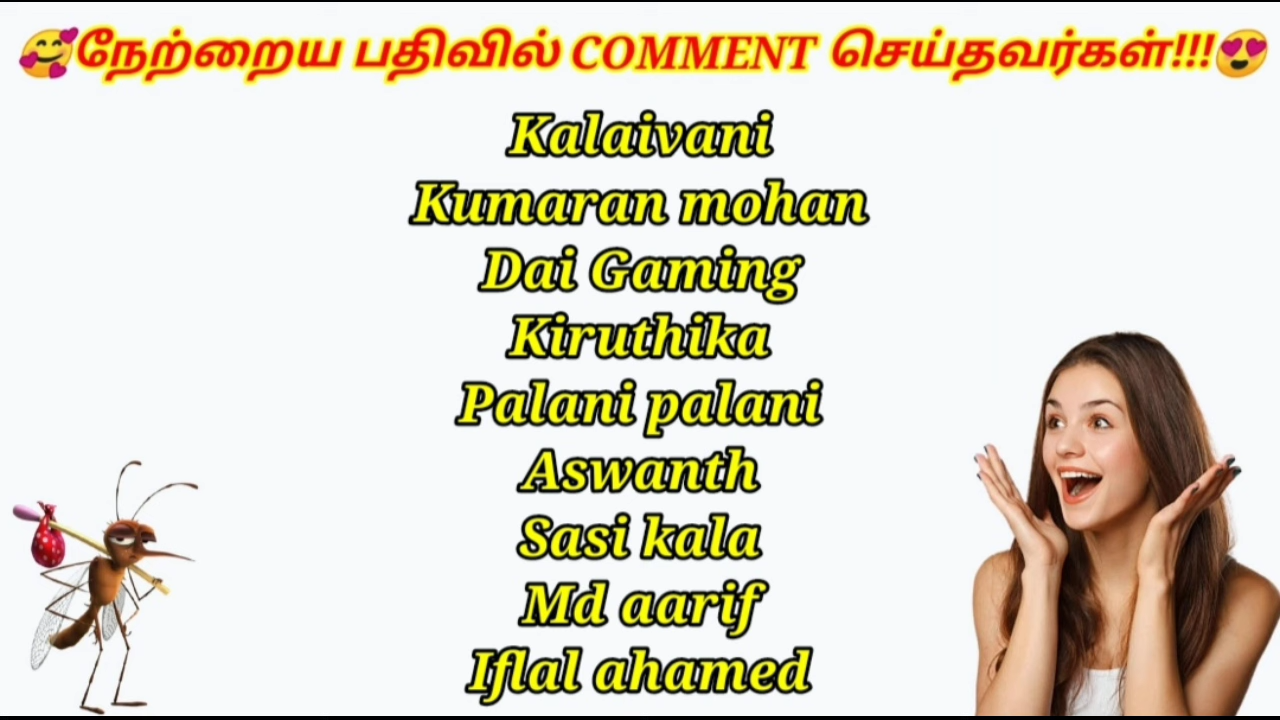 நேற்றைய பதிவில் COMMENT செய்தவர்கள்!!!
Kalaivani
Kumaran mohan
Dai Gaming
Kiruthika
Palani palani
Aswanth
Sasi kala
Md aarif
Iflal ahamed